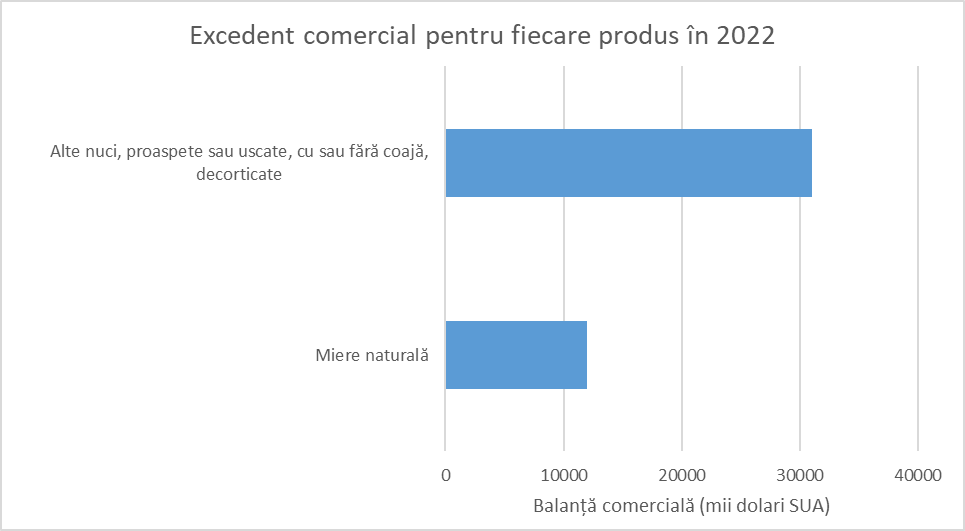 Excedent comercial pentru fiecare produs în 2022
Alte nuci, proaspete sau uscate, cu sau fără coajă,
decorticate
Miere naturală
0 10000 20000 30000 40000
Balanță comercială (mii dolari SUA)